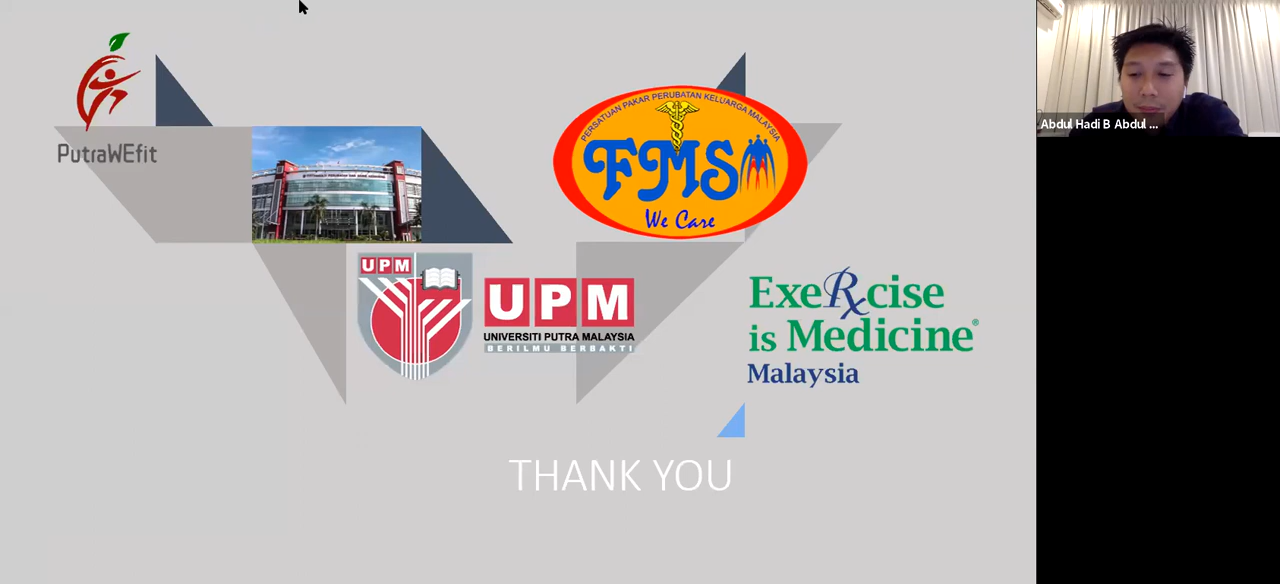 PutraWEfit
PERSATUAN PAKAR PERUBATAN KELUARGA MALAYSIA
FMS
We Care
UPM
UPM
UNIVERSITI PUTRA MALAYSIA
BERILMU BERBAKTI
ExeRxcise
is Medicine®
Malaysia
THANK YOU
Abdul Hadi B Abdul ...